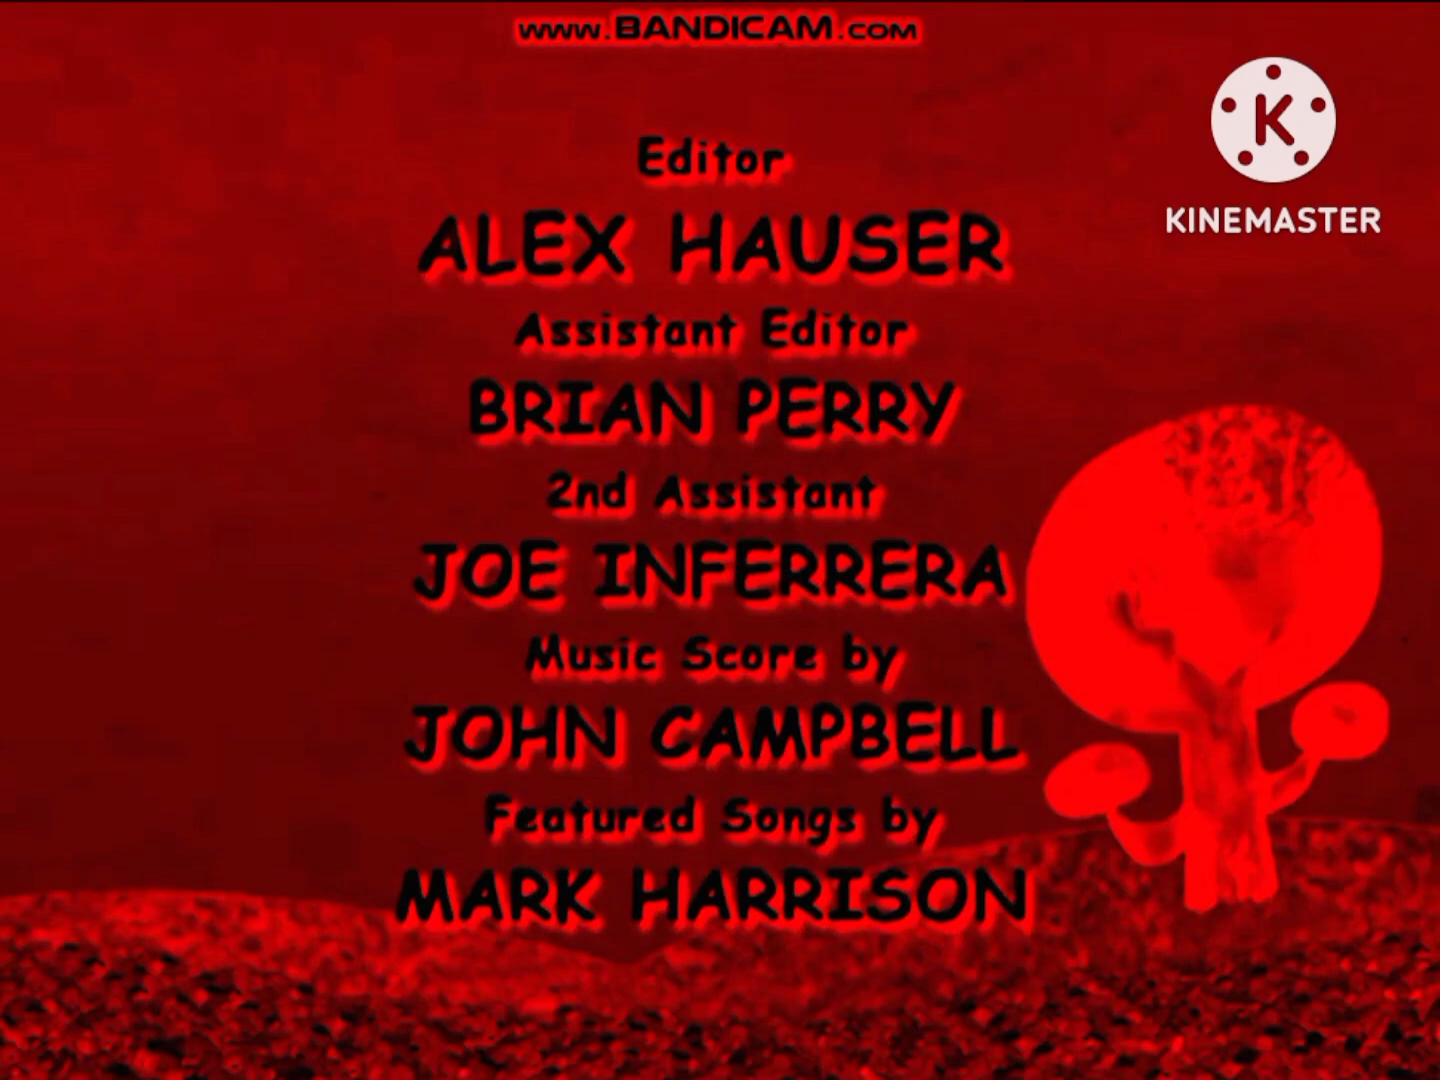 www.BANDICAM.com
K
KINEMASTER
Editor
ALEX HAUSER
Assistant Editor
BRIAN PERRY
2nd Assistant
JOE INFERRERA
Music Score by
JOHN CAMPBELL
Featured Songs by
MARK HARRISON